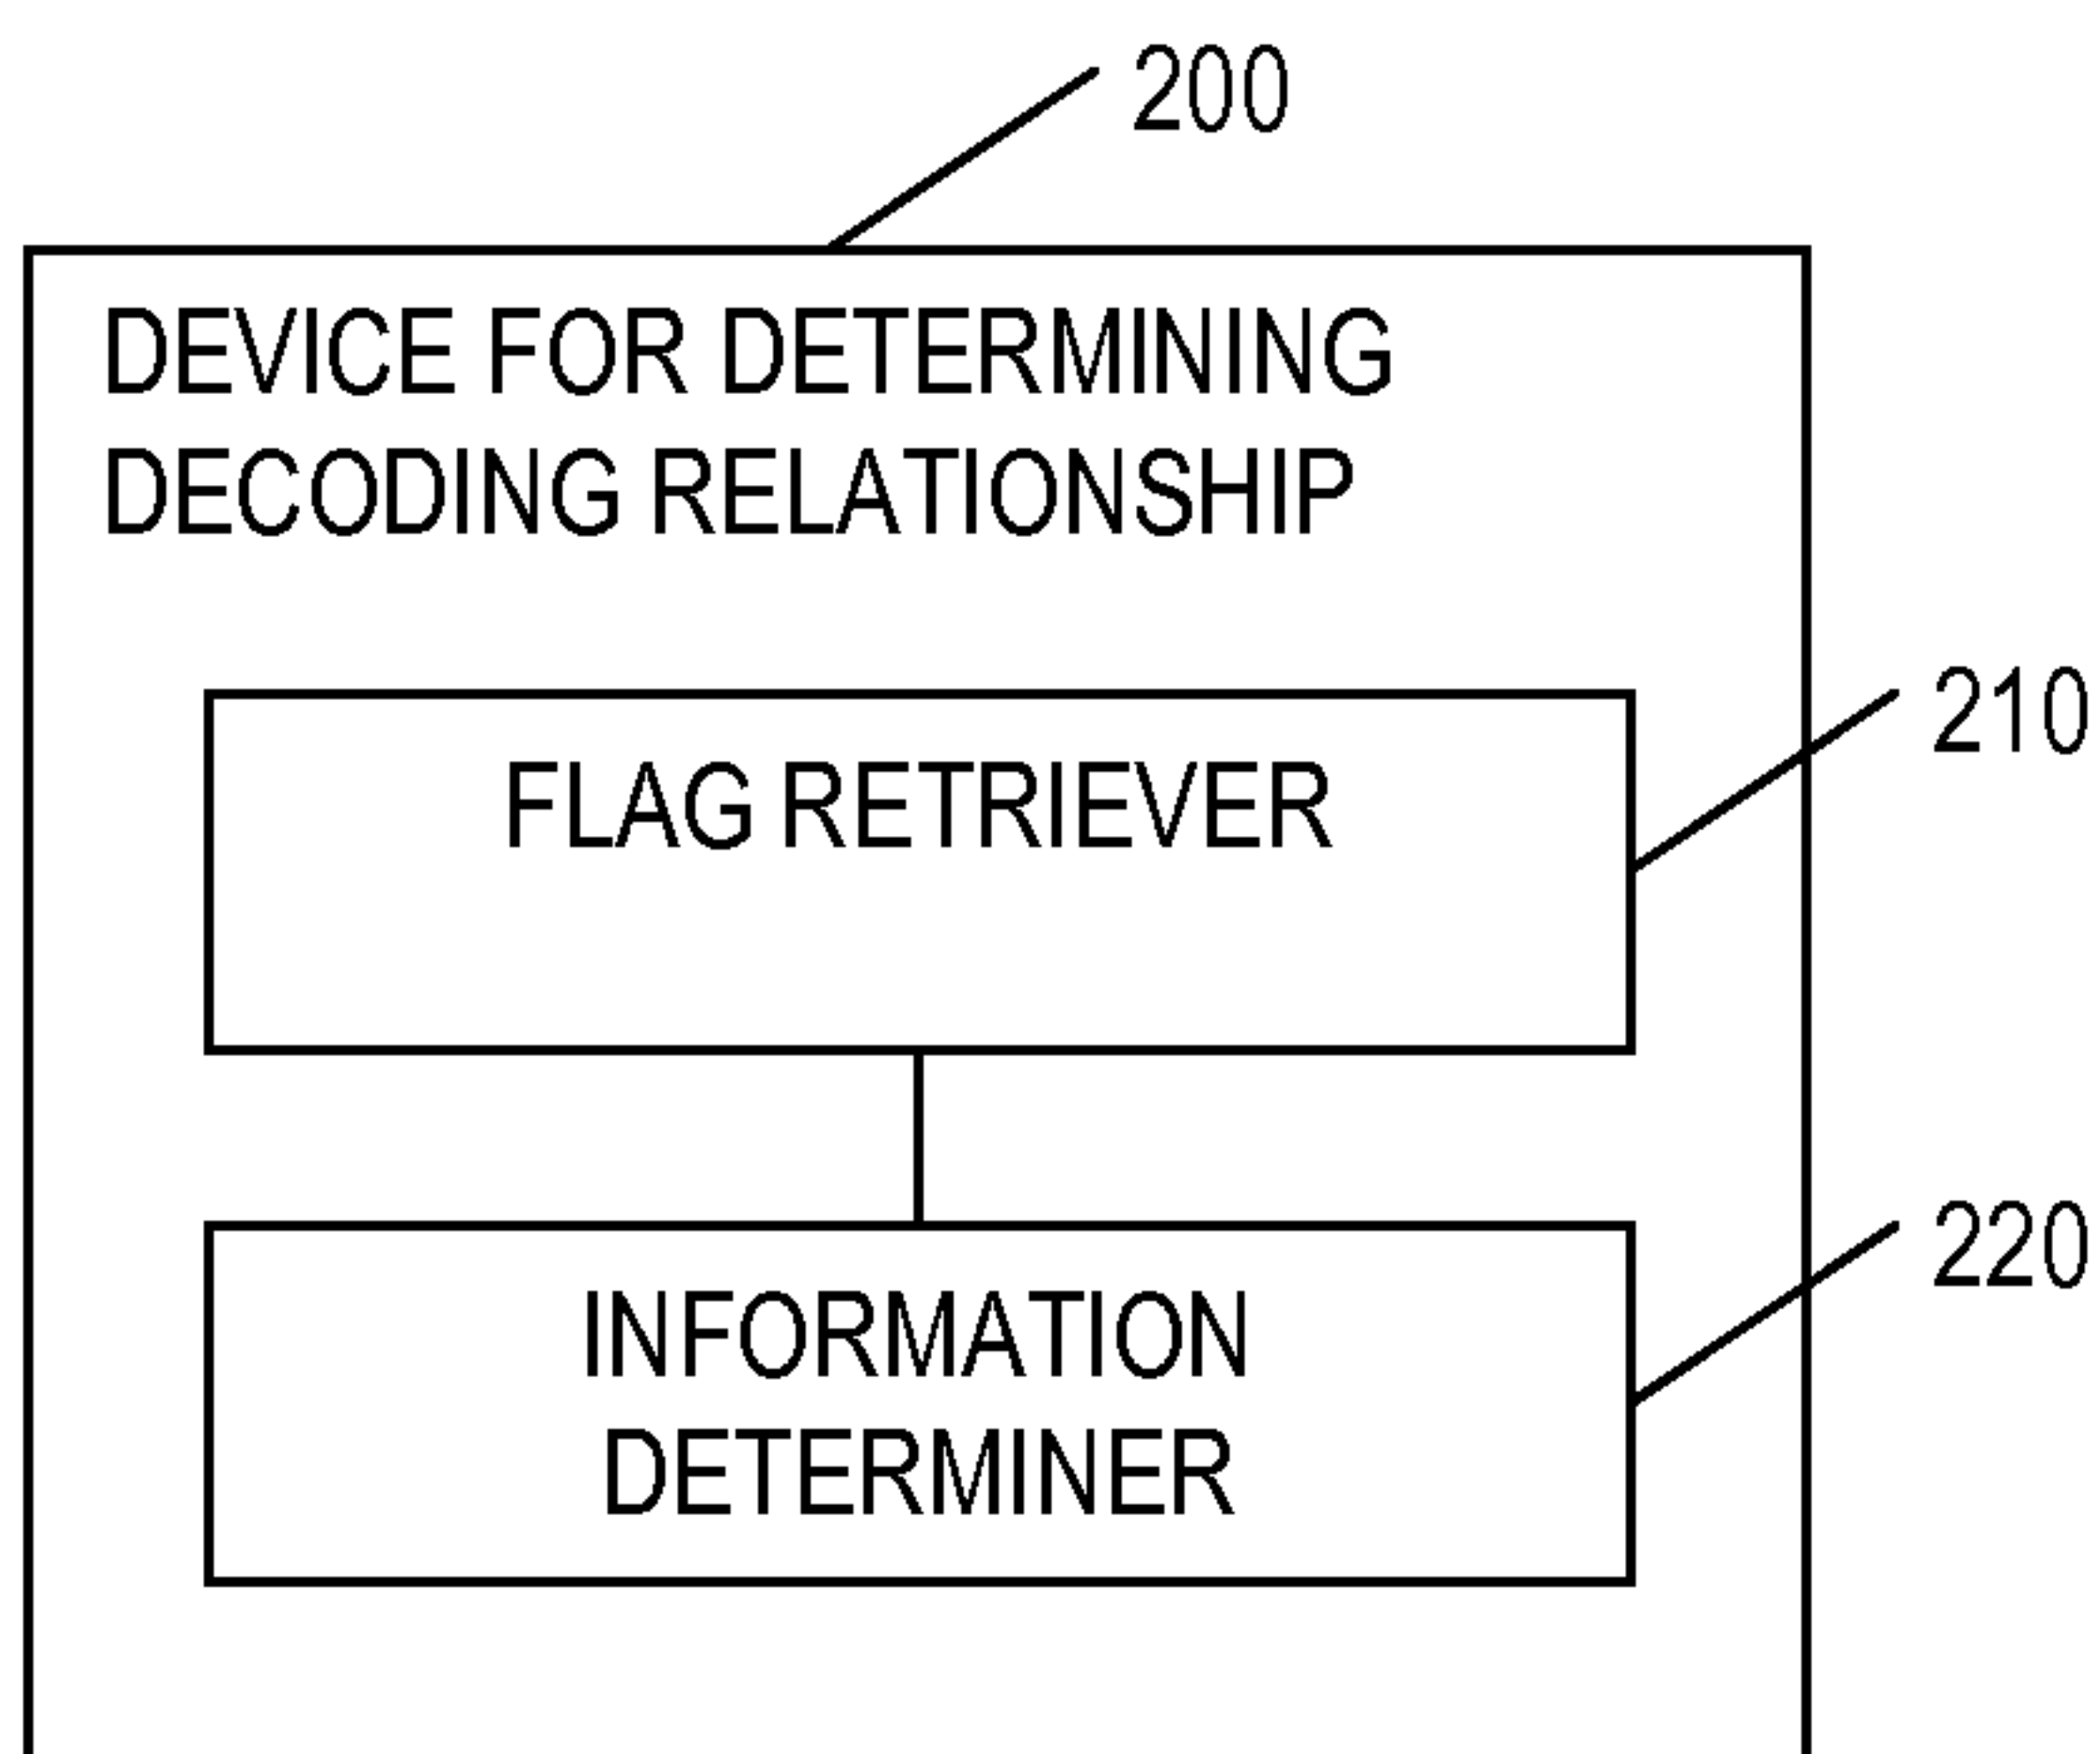 200
DEVICE FOR DETERMINING
DECODING RELATIONSHIP
210
FLAG RETRIEVER
220
INFORMATION
DETERMINER